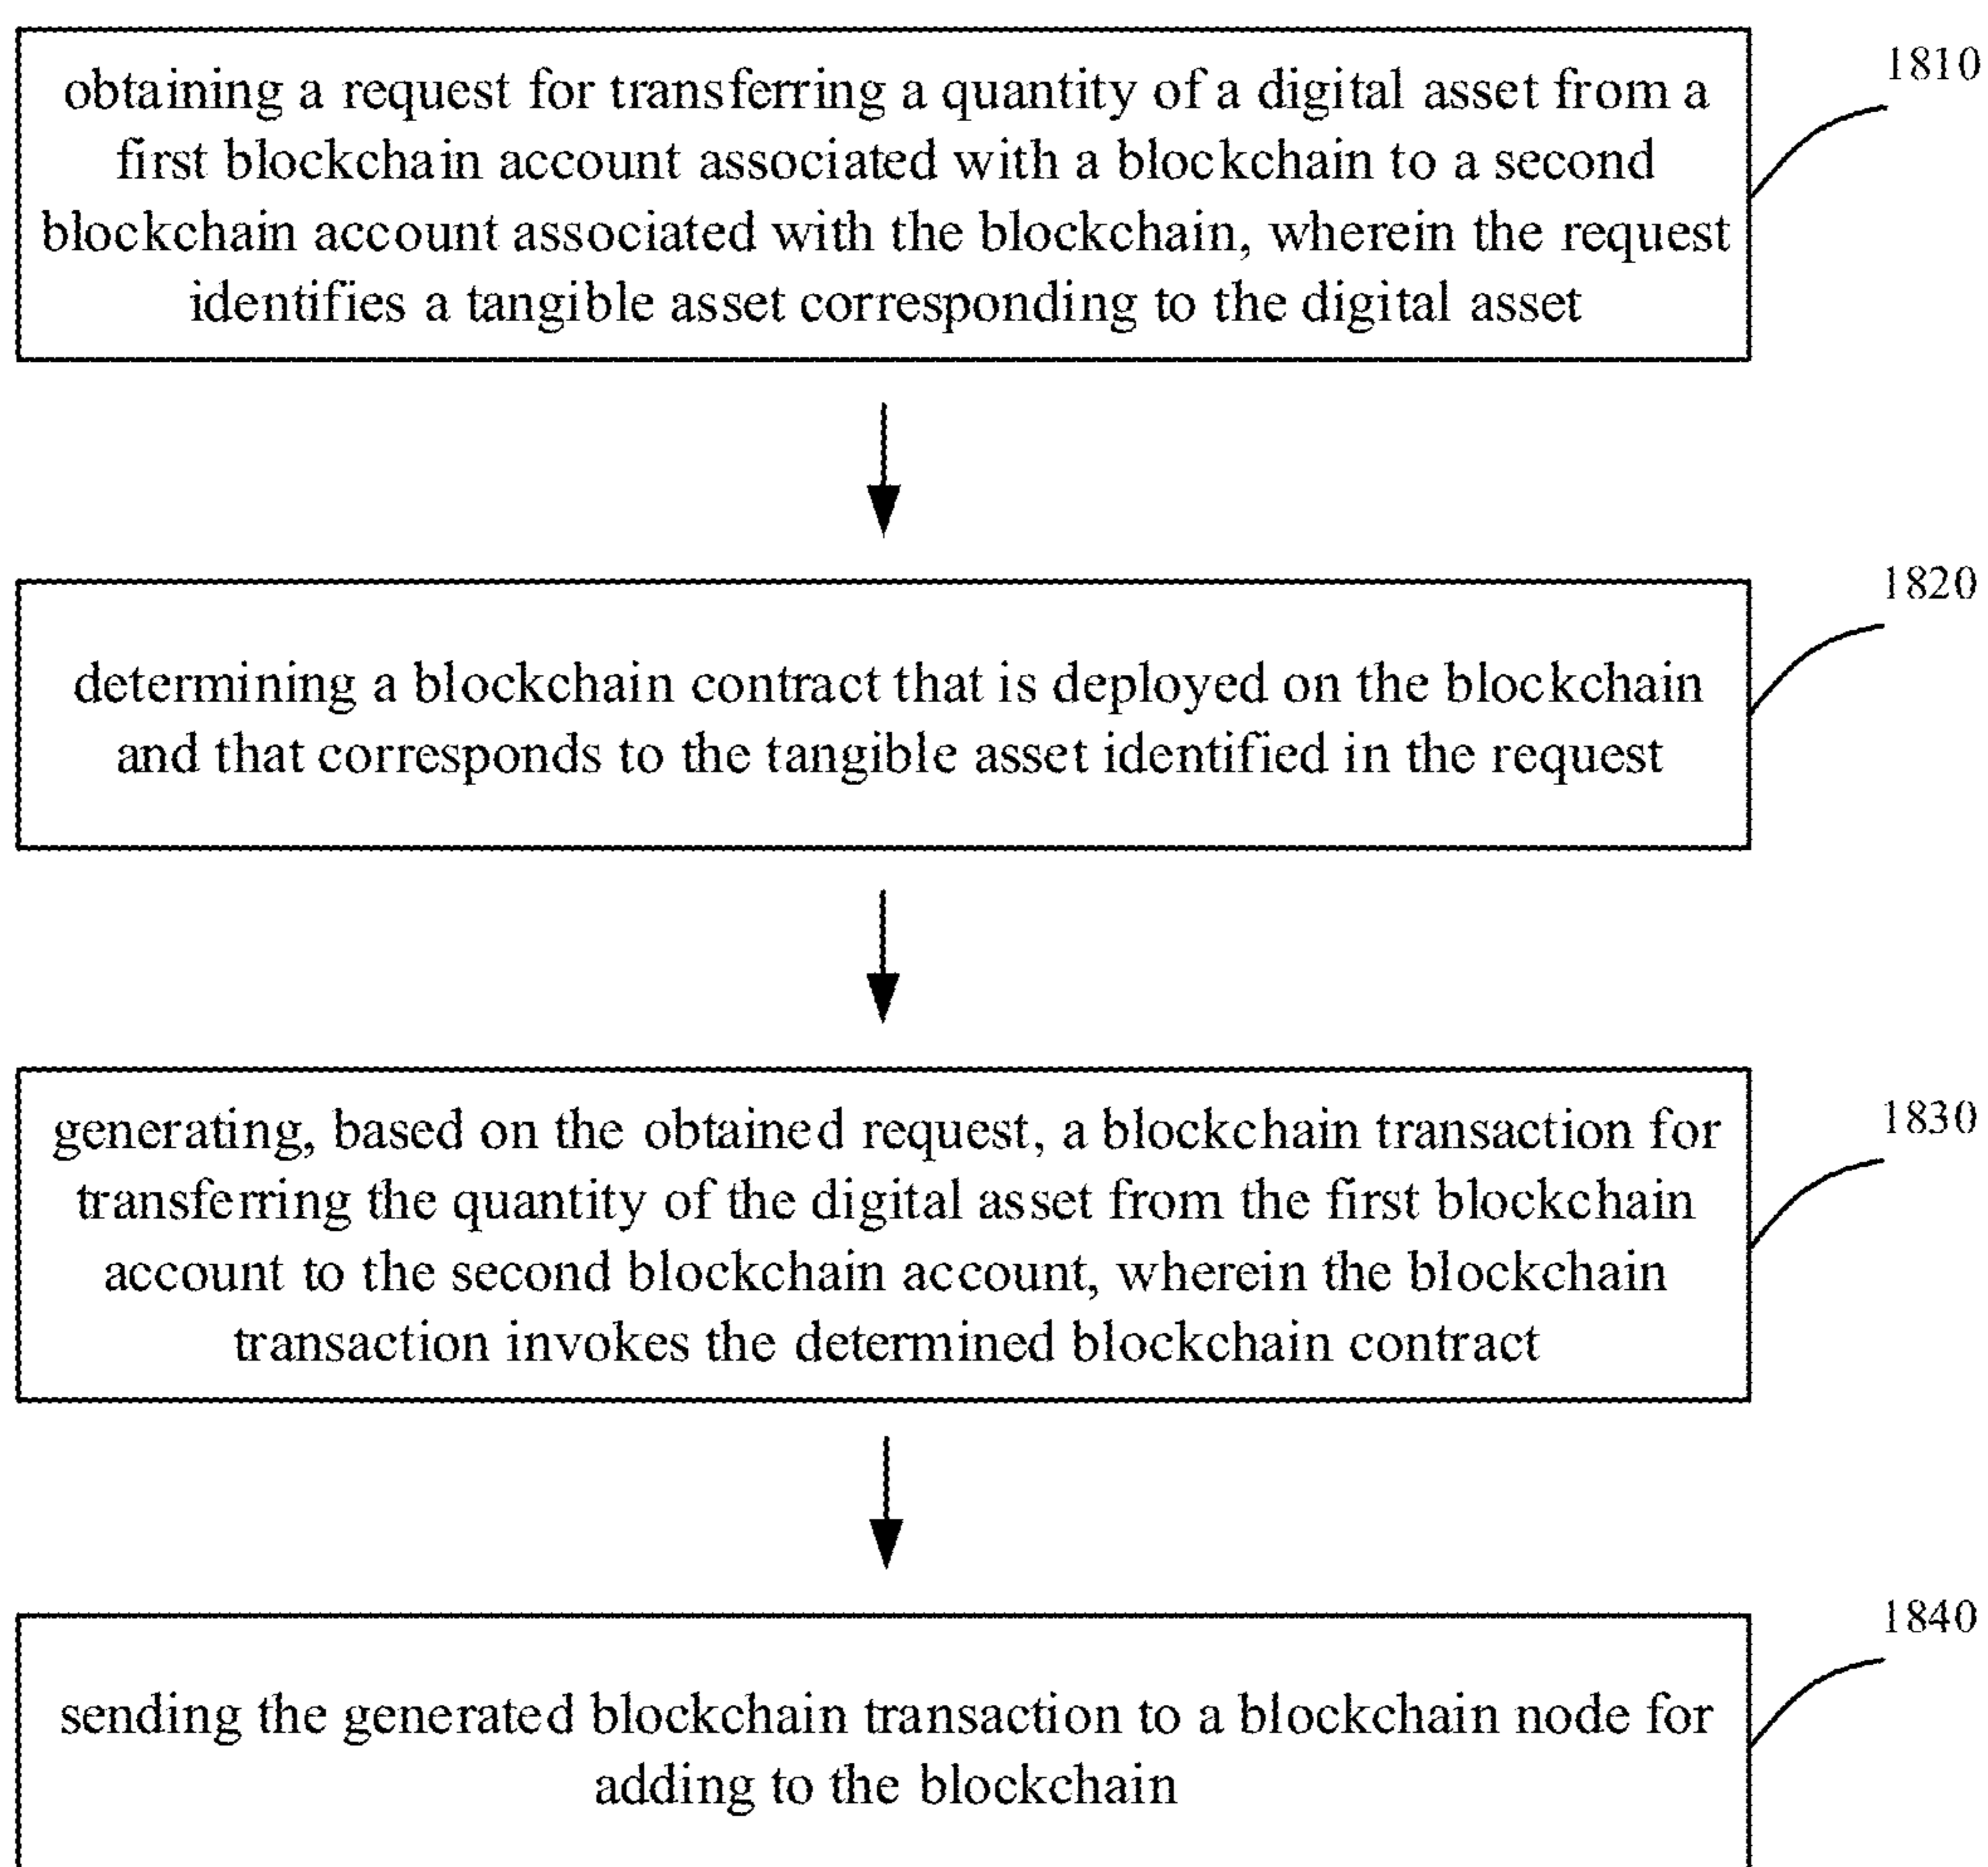 1810
obtaining a request for transferring a quantity of a digital asset from a
first blockchain account associated with a blockchain to a second
blockchain account associated with the blockchain, wherein the request
identifies a tangible asset corresponding to the digital asset
1820
determining a blockchain contract that is deployed on the blockchain
and that corresponds to the tangible asset identified in the request
1830
generating, based on the obtained request, a blockchain transaction for
transferring the quantity of the digital asset from the first blockchain
account to the second blockchain account, wherein the blockchain
transaction invokes the determined blockchain contract
1840
sending the generated blockchain transaction to a blockchain node for
adding to the blockchain